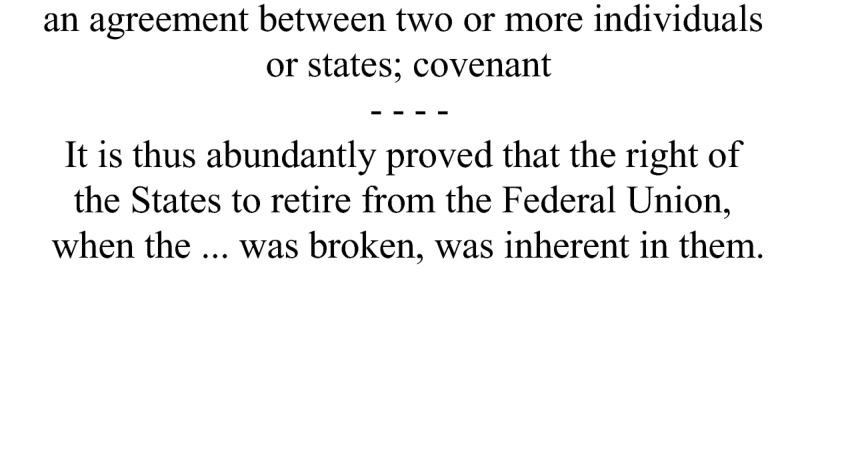 an agreement between two or more individuals
or states; covenant
- - - -
It is thus abundantly proved that the right of
the States to retire from the Federal Union,
when the ... was broken, was inherent in them.